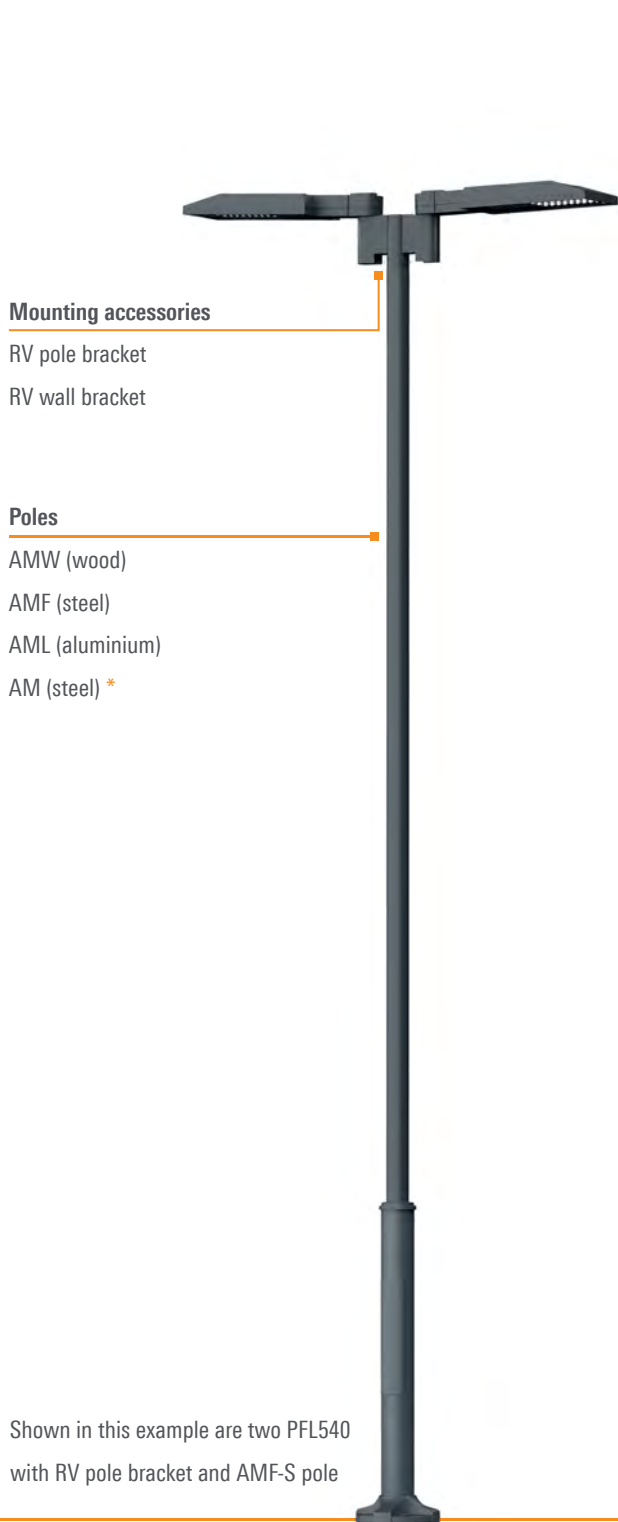 Mounting accessories
RV pole bracket
RV wall bracket
Poles
AMW (wood)
AMF (steel)
AML (aluminium)
AM (steel) *
Shown in this example are two PFL540
with RV pole bracket and AMF-S pole